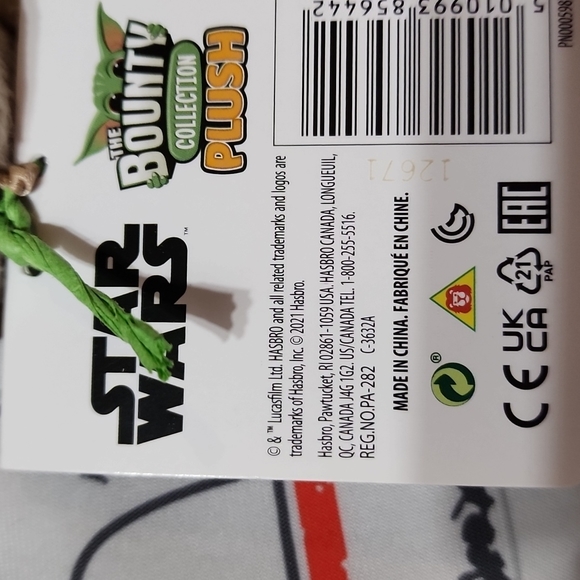 THE
BOUNTY
COLLECTION
PLUSH
STAR
WARS™
5 010993 856442
PN000598
12671
© & ™ Lucasfilm Ltd. HASBRO and all related trademarks and logos are
trademarks of Hasbro, Inc. © 2021 Hasbro.
Hasbro, Pawtucket, RI 02861-1059 USA. HASBRO CANADA, LONGUEUIL,
QC, CANADA J4G 1G2. US/CANADA TEL. 1-800-255-5516.
REG.NO.PA-282 C-3632A
MADE IN CHINA. FABRIQUÉ EN CHINE.
®
CE
UK
CA
21
PAP
EAC